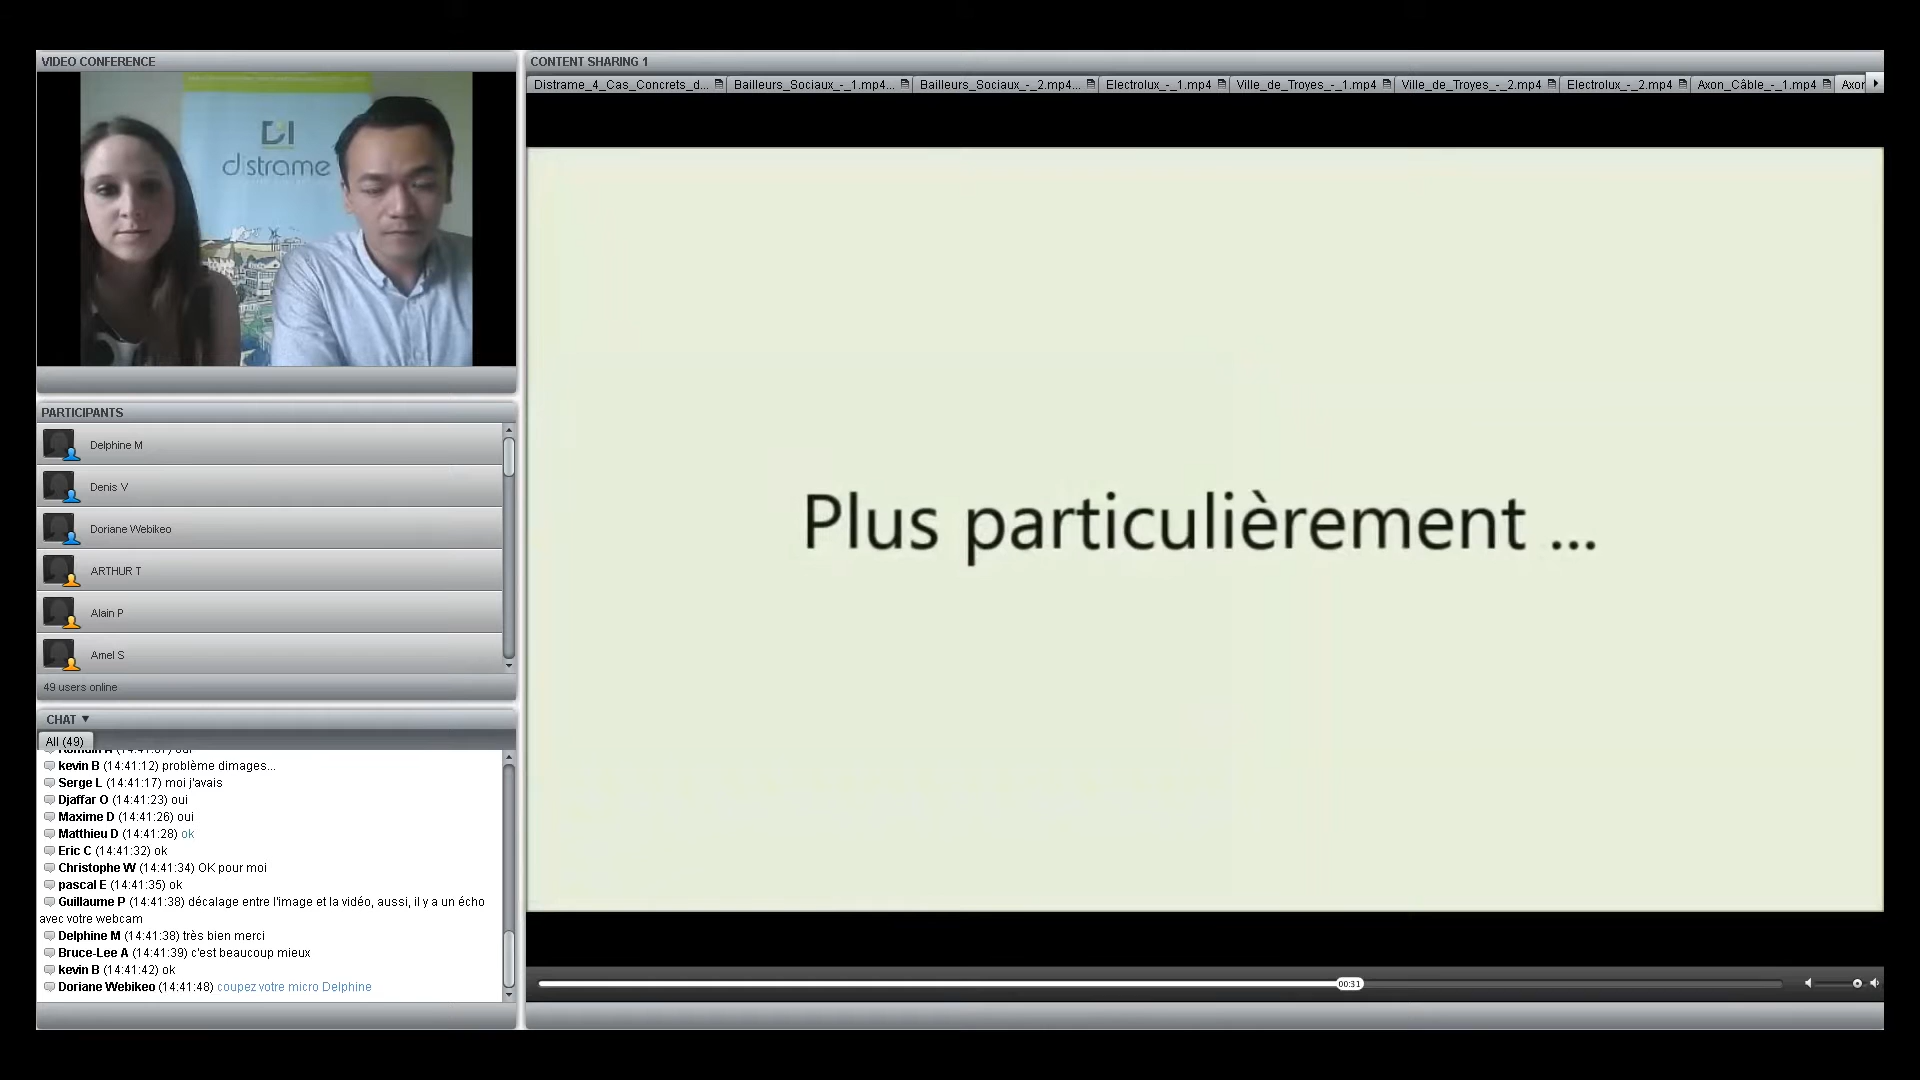 VIDEO CONFERENCE
DI
distrame
PARTICIPANTS
Delphine M
Denis V
Doriane Webikeo
ARTHUR T
Alain P
Amel S
49 users online
CHAT
All (49)
kevin B (14:41:12) problème dimages...
Serge L (14:41:17) moi j'avais
Djaffar O (14:41:23) oui
Maxime D (14:41:26) oui
Matthieu D (14:41:28) ok
Eric C (14:41:32) ok
Christophe W (14:41:34) OK pour moi
pascal E (14:41:35) ok
Guillaume P (14:41:38) décalage entre l'image et la vidéo, aussi, il y a un écho
avec votre webcam
Delphine M (14:41:38) très bien merci
Bruce-Lee A (14:41:39) c'est beaucoup mieux
kevin B (14:41:42) ok
Doriane Webikeo (14:41:48) coupez votre micro Delphine
CONTENT SHARING 1
Distrame_4_Cas_Concrets_d... Bailleurs_Sociaux_-_1.mp4... Bailleurs_Sociaux_-_2.mp4... Electrolux_-_1.mp4 Ville_de_Troyes_-_1.mp4 Ville_de_Troyes_-_2.mp4 Electrolux_-_2.mp4 Axon_Câble_-_1.mp4 Axor
Plus particulièrement ...
00:31